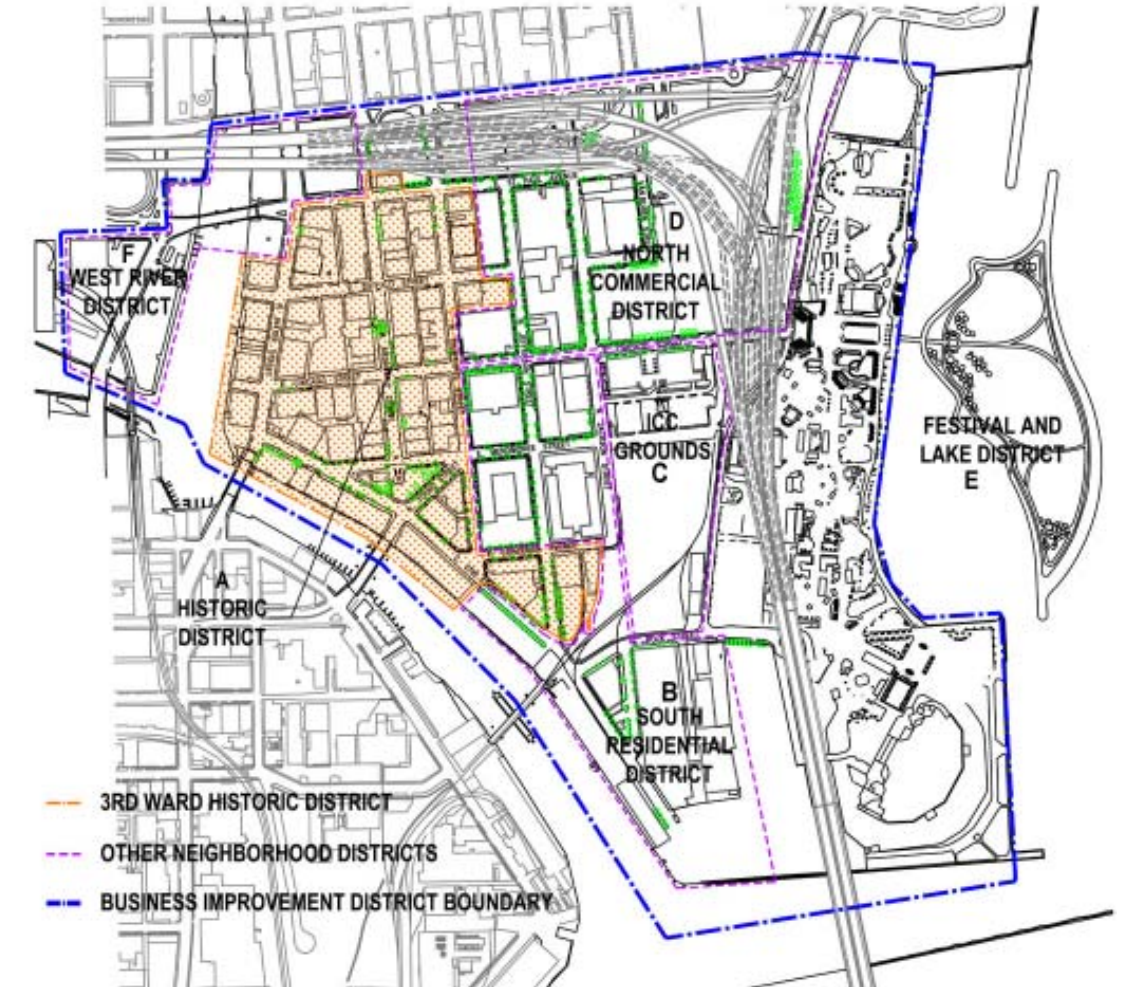 F
WEST RIVER
DISTRICT
D
NORTH
COMMERCIAL
DISTRICT
ICC
GROUNDS
C
FESTIVAL AND
LAKE DISTRICT
E
A
HISTORIC
DISTRICT
B
SOUTH
RESIDENTIAL
DISTRICT
3RD WARD HISTORIC DISTRICT
OTHER NEIGHBORHOOD DISTRICTS
BUSINESS IMPROVEMENT DISTRICT BOUNDARY